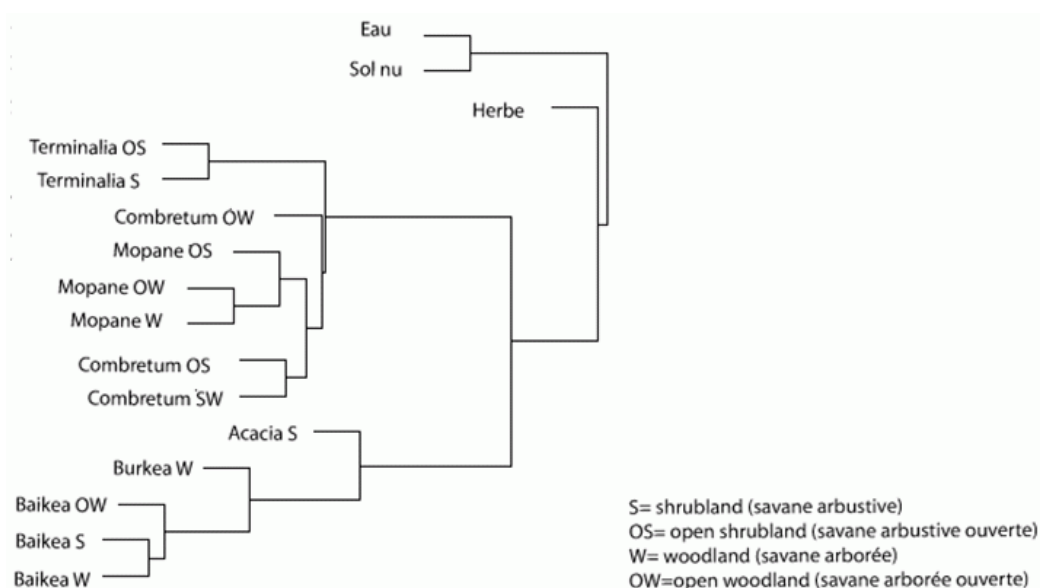 Eau
Sol nu
Herbe
Terminalia OS
Terminalia S
Combretum OW
Mopane OS
Mopane OW
Mopane W
Combretum OS
Combretum SW
Acacia S
Burkea W
Baikea OW
Baikea S
Baikea W
S= shrubland (savane arbustive)
OS= open shrubland (savane arbustive ouverte)
W= woodland (savane arborée)
OW=open woodland (savane arborée ouverte)